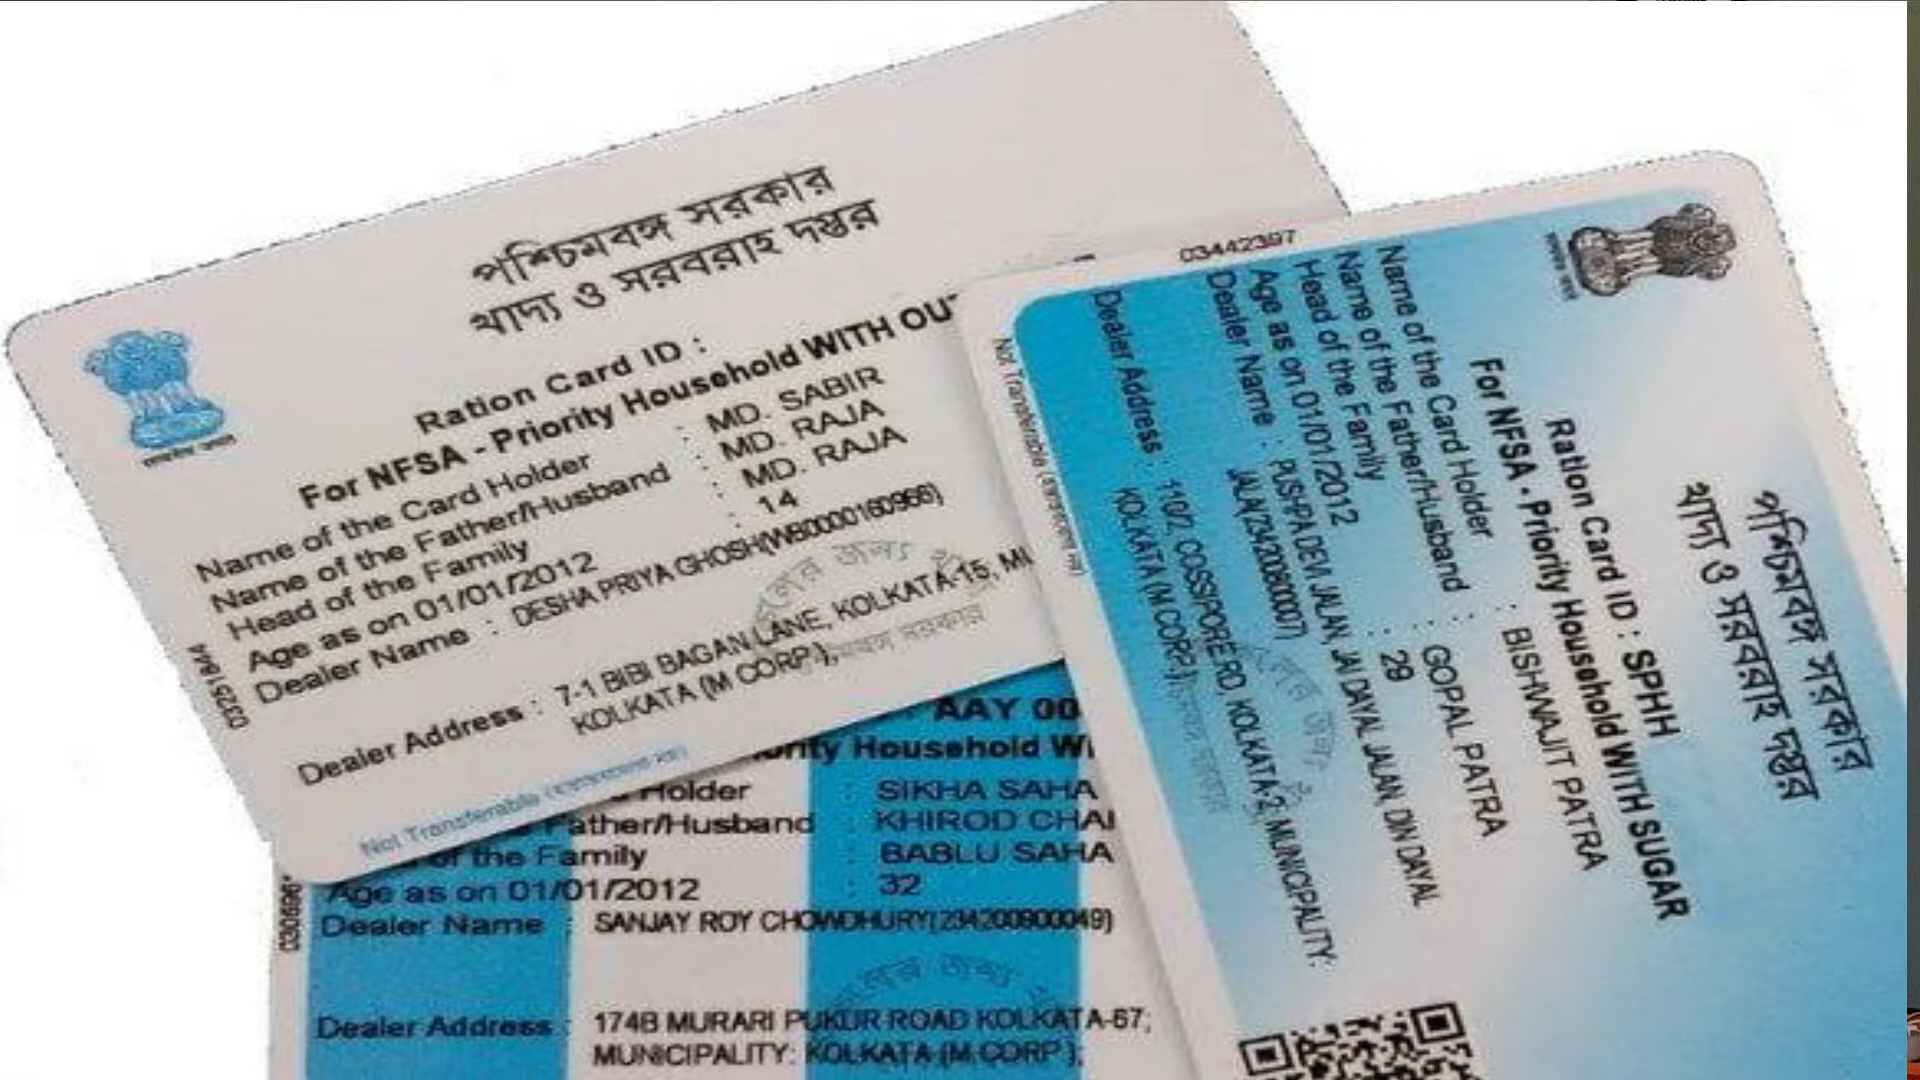 পশ্চিমবঙ্গ সরকার
খাদ্য ও সরবরাহ দপ্তর
Ration Card ID :
For NFSA - Priority Household WITH OUT
Name of the Card Holder : MD. SABIR
Name of the Father/Husband : MD. RAJA
Head of the Family : MD. RAJA
Age as on 01/01/2012 : 14
Dealer Name : DESHA PRIYA GHOSH(WB0000160966)
Dealer Address : 7-1 BIBI BAGAN LANE, KOLKATA-15, MU
KOLKATA (M CORP.),
Not Transferable
03251844
AAY 00
ority Household WI
Holder : SIKHA SAHA
Father/Husband : KHIROD CHAI
of the Family : BABLU SAHA
Age as on 01/01/2012 : 32
Dealer Name : SANJAY ROY CHOWDHURY(234200900049)
Dealer Address : 174B MURARI PUKUR ROAD KOLKATA-67;
MUNICIPALITY: KOLKATA (M CORP ),
পশ্চিমবঙ্গ সরকার
খাদ্য ও সরবরাহ দপ্তর
Ration Card ID : SPHH
For NFSA - Priority Household WITH SUGAR
Name of the Card Holder : BISHWAJIT PATRA
Name of the Father/Husband : GOPAL PATRA
Head of the Family :
Age as on 01/01/2012 : 29
Dealer Name : PUSHPA DEVI JALAN, JAI DAYAL JALAN, DIN DAYAL
JALA(234200800007)
Dealer Address : 110/2, COSSIPORE RD, KOLKATA-2, MUNICIPALITY:
KOLKATA (M CORP.),
Not Transferable
03442397